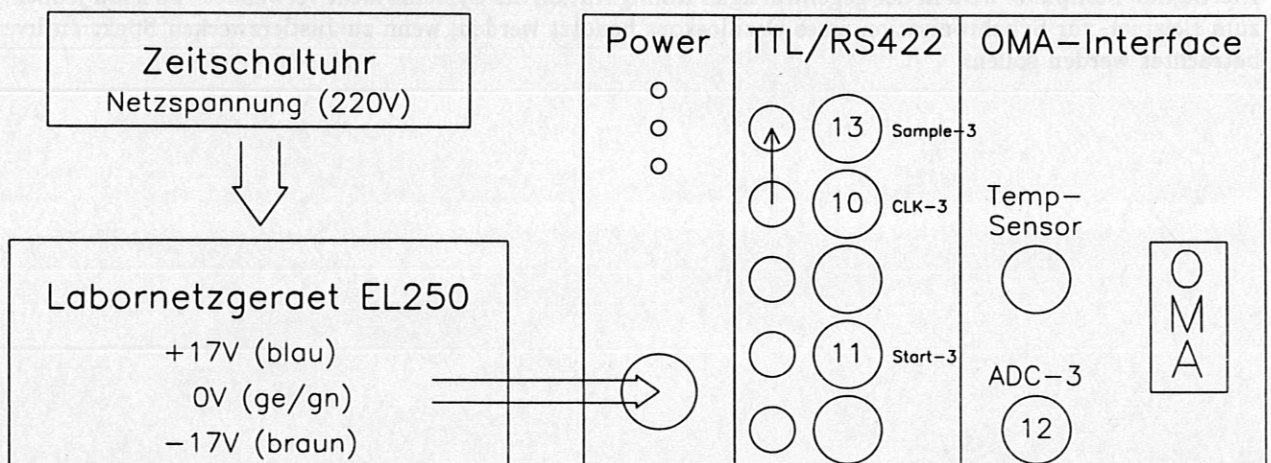 Zeitschaltuhr
Netzspannung (220V)
Labornetzgeraet EL250
+17V (blau)
0V (ge/gn)
-17V (braun)
Power
TTL/RS422
13 Sample-3
10 CLK-3
11 Start-3
OMA-Interface
Temp-
Sensor
ADC-3
12
OMA